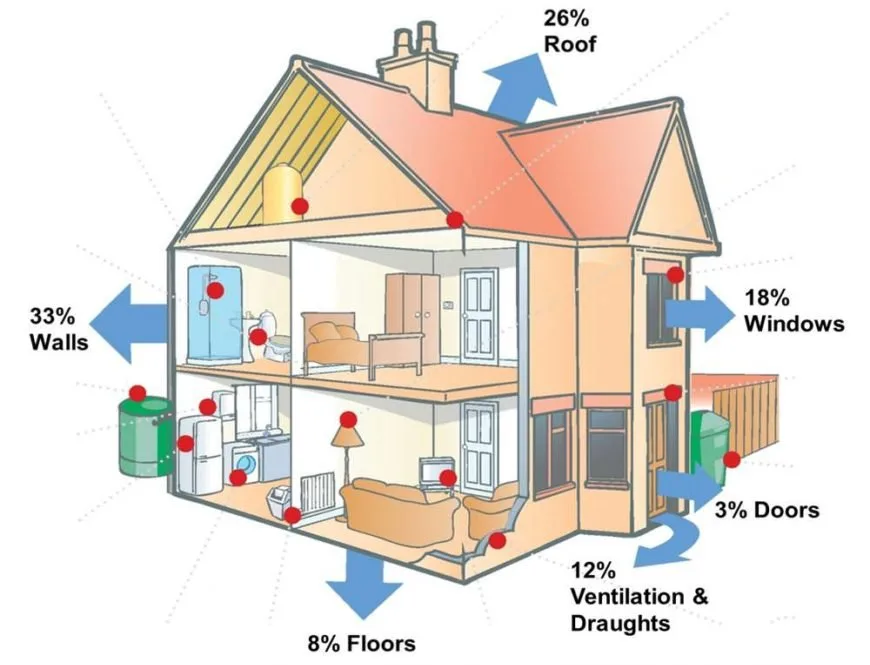 26%
Roof
33%
Walls
18%
Windows
3% Doors
12%
Ventilation &
Draughts
8% Floors